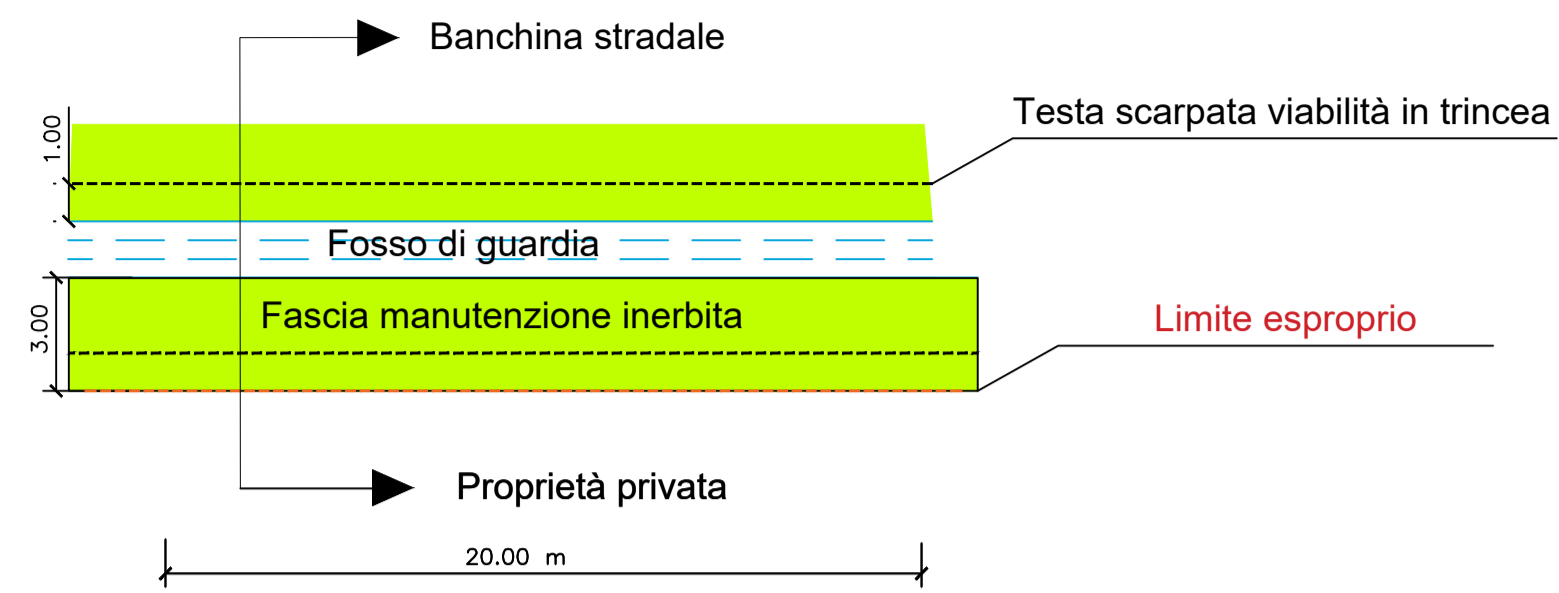 Banchina stradale
Testa scarpata viabilità in trincea
1.00
Fosso di guardia
Fascia manutenzione inerbita
3.00
Limite esproprio
Proprietà privata
20.00 m